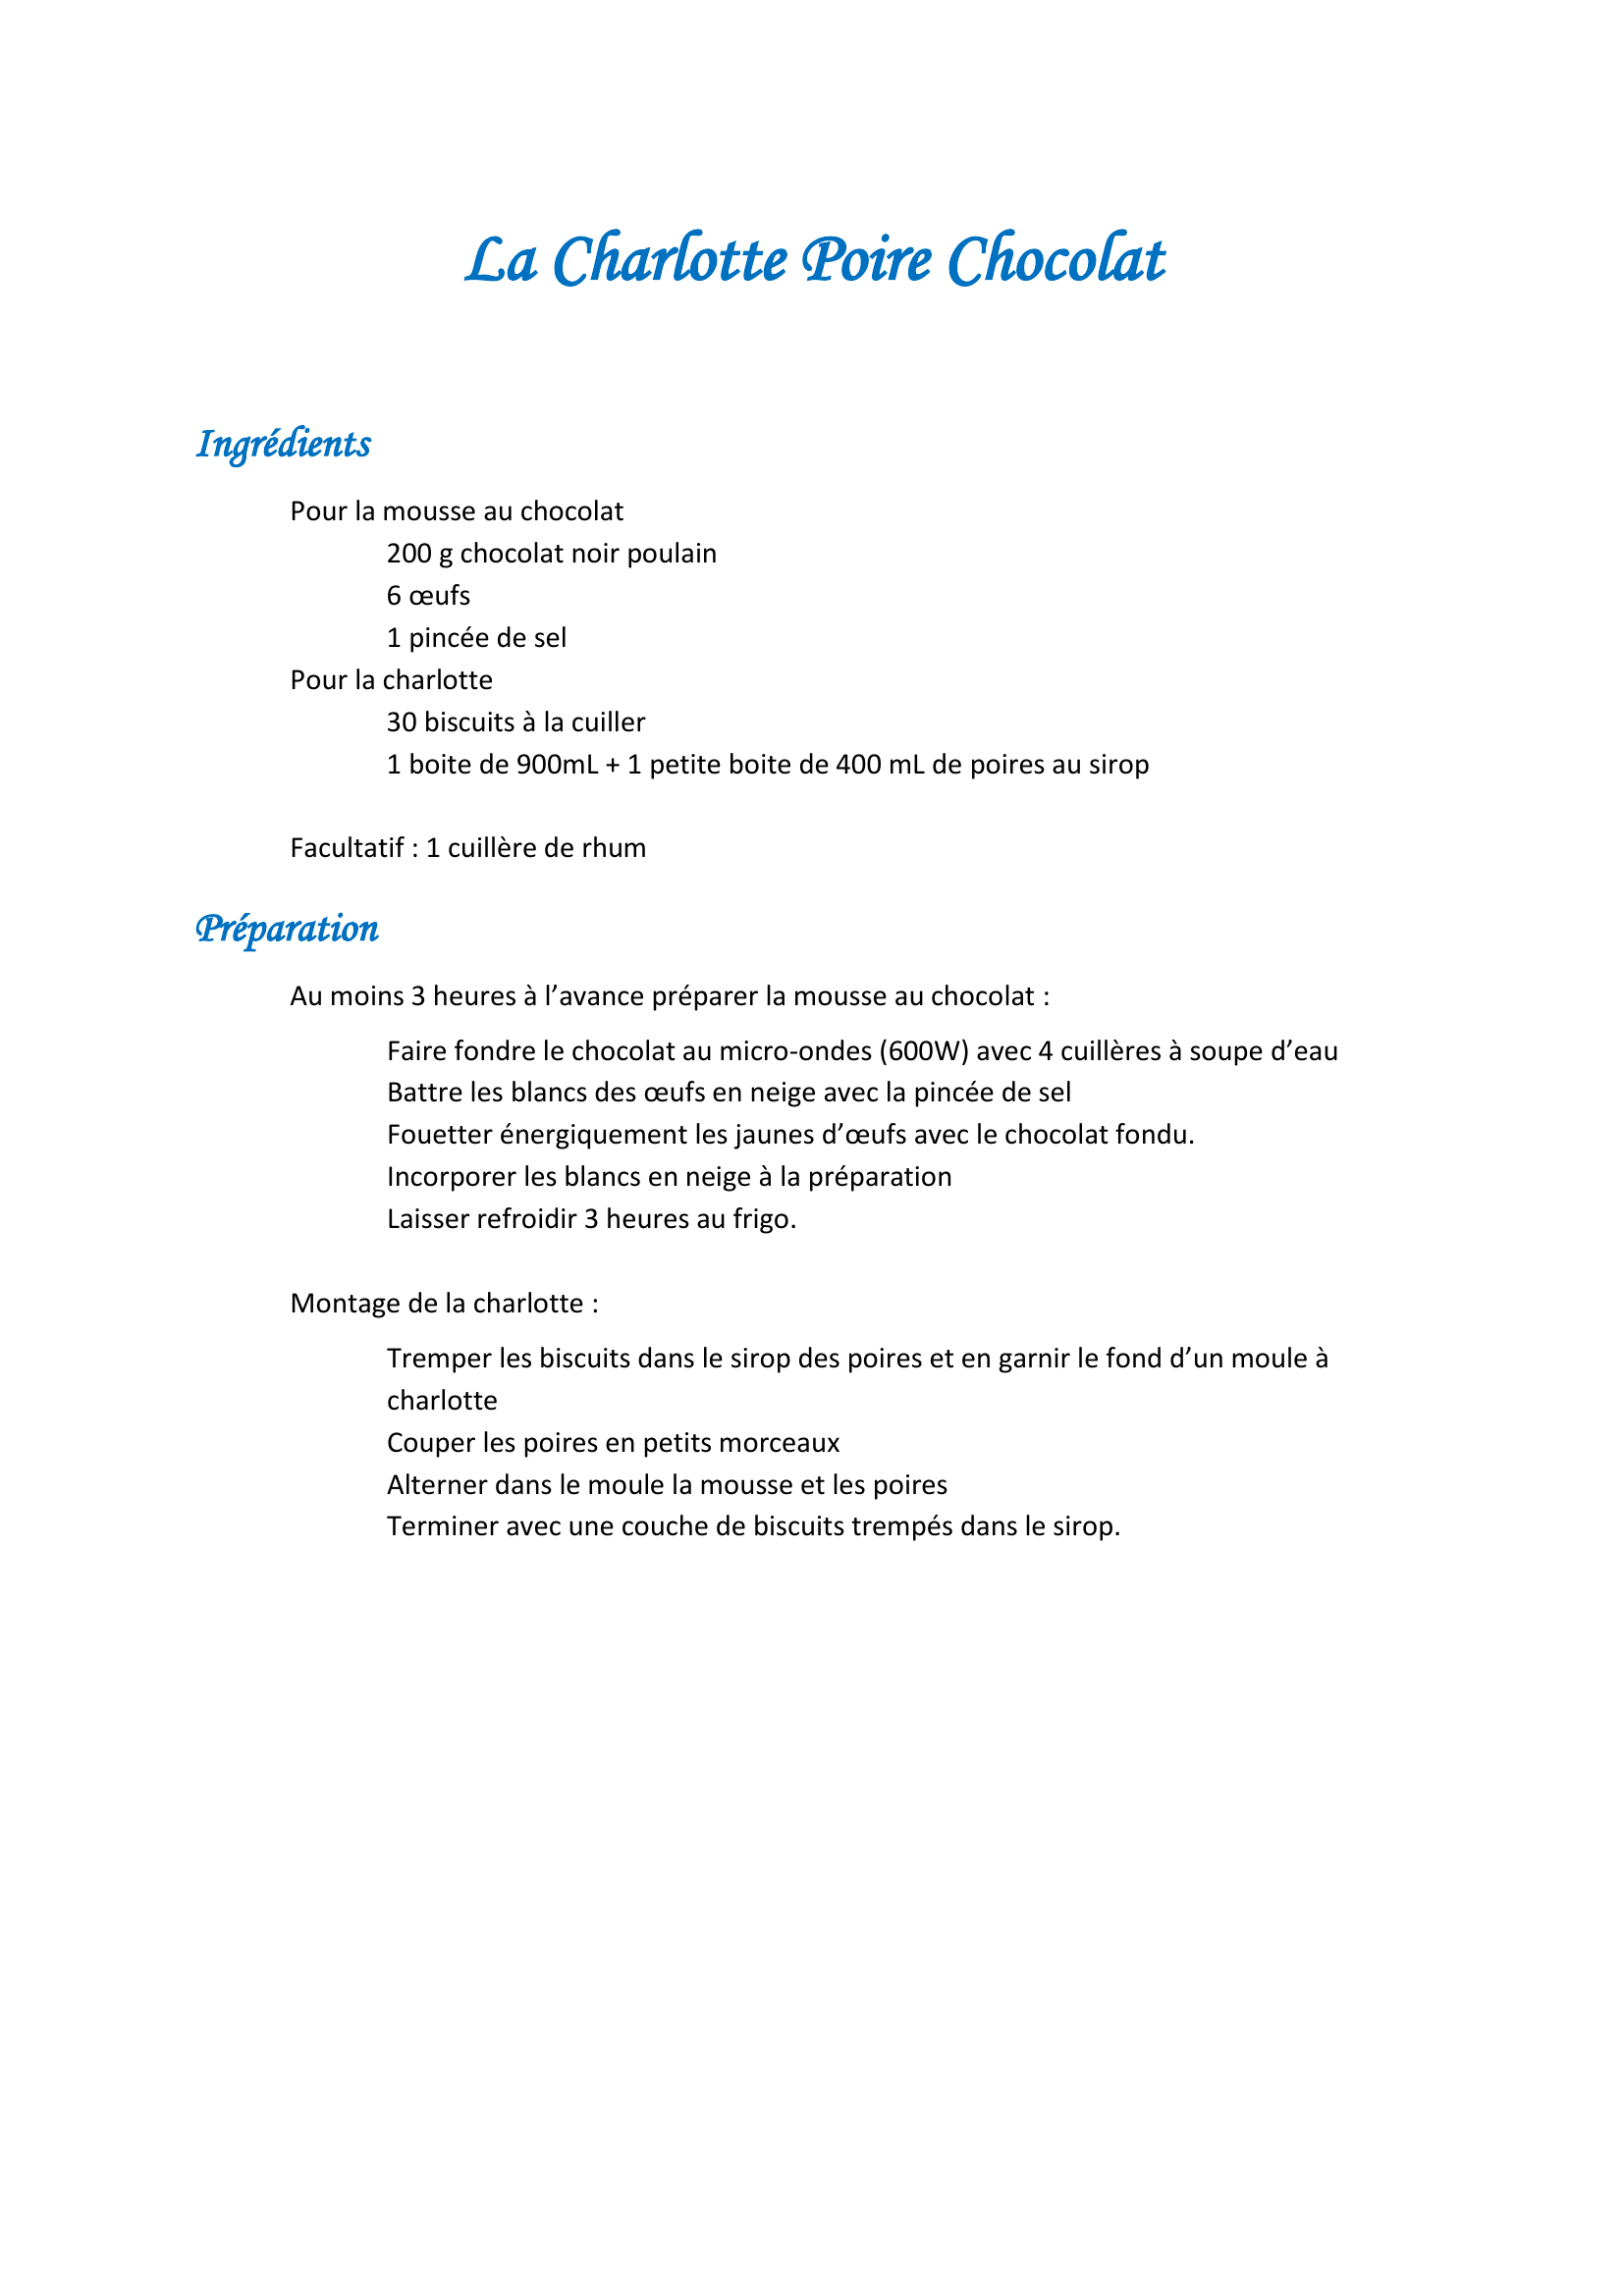 La Charlotte Poire Chocolat
Ingrédients
Pour la mousse au chocolat
200 g chocolat noir poulain
6 œufs
1 pincée de sel
Pour la charlotte
30 biscuits à la cuiller
1 boite de 900mL + 1 petite boite de 400 mL de poires au sirop
Facultatif : 1 cuillère de rhum
Préparation
Au moins 3 heures à l’avance préparer la mousse au chocolat :
Faire fondre le chocolat au micro-ondes (600W) avec 4 cuillères à soupe d’eau
Battre les blancs des œufs en neige avec la pincée de sel
Fouetter énergiquement les jaunes d’œufs avec le chocolat fondu.
Incorporer les blancs en neige à la préparation
Laisser refroidir 3 heures au frigo.
Montage de la charlotte :
Tremper les biscuits dans le sirop des poires et en garnir le fond d’un moule à
charlotte
Couper les poires en petits morceaux
Alterner dans le moule la mousse et les poires
Terminer avec une couche de biscuits trempés dans le sirop.